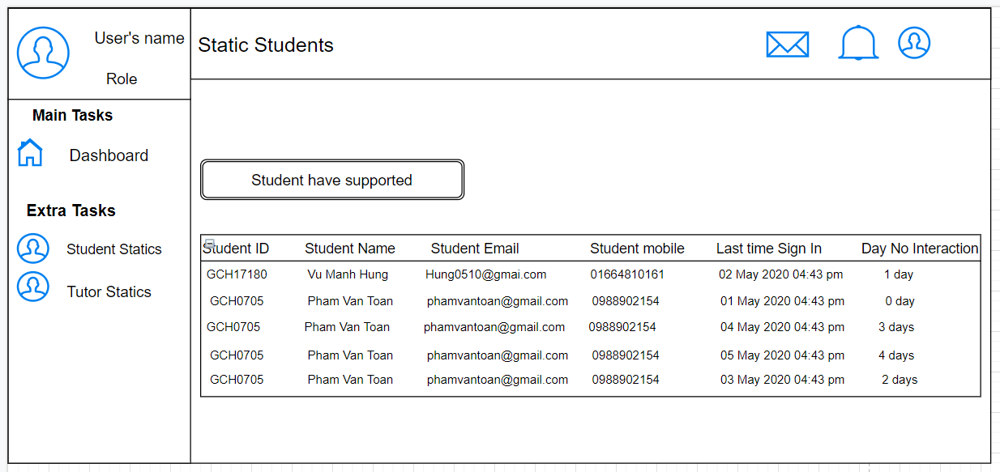 User's name
Role
Static Students
Main Tasks
Dashboard
Extra Tasks
Student Statics
Tutor Statics
Student have supported
Student ID Student Name Student Email Student mobile Last time Sign In Day No Interaction
GCH17180 Vu Manh Hung Hung0510@gmai.com 01664810161 02 May 2020 04:43 pm 1 day
GCH0705 Pham Van Toan phamvantoan@gmail.com 0988902154 01 May 2020 04:43 pm 0 day
GCH0705 Pham Van Toan phamvantoan@gmail.com 0988902154 04 May 2020 04:43 pm 3 days
GCH0705 Pham Van Toan phamvantoan@gmail.com 0988902154 05 May 2020 04:43 pm 4 days
GCH0705 Pham Van Toan phamvantoan@gmail.com 0988902154 03 May 2020 04:43 pm 2 days